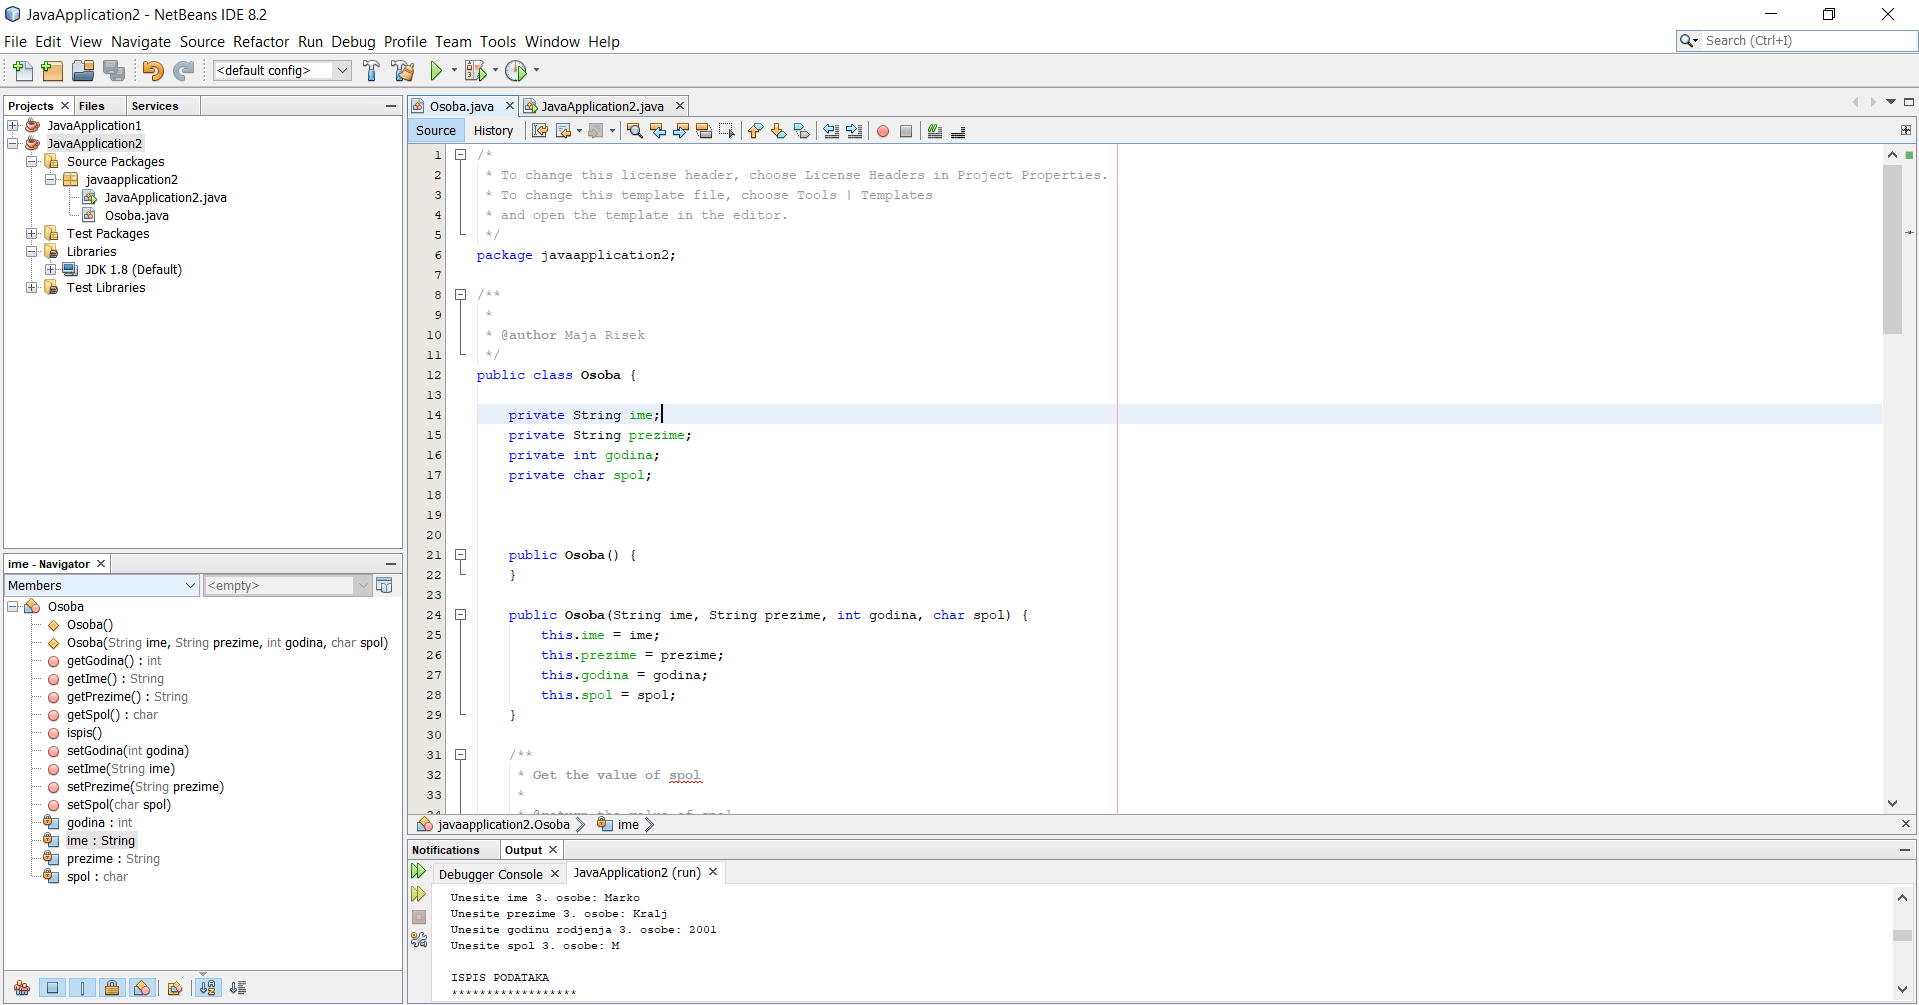 JavaApplication2 - NetBeans IDE 8.2
File Edit View Navigate Source Refactor Run Debug Profile Team Tools Window Help
Search (Ctrl+I)
<default config>
Projects Files Services
JavaApplication1
JavaApplication2
Source Packages
javaapplication2
JavaApplication2.java
Osoba.java
Test Packages
Libraries
JDK 1.8 (Default)
Test Libraries
ime - Navigator
Members <empty>
Osoba
Osoba()
Osoba(String ime, String prezime, int godina, char spol)
getGodina() : int
getIme() : String
getPrezime() : String
getSpol() : char
ispis()
setGodina(int godina)
setIme(String ime)
setPrezime(String prezime)
setSpol(char spol)
godina : int
ime : String
prezime : String
spol : char
Osoba.java JavaApplication2.java
Source History
1 /*
2 * To change this license header, choose License Headers in Project Properties.
3 * To change this template file, choose Tools | Templates
4 * and open the template in the editor.
5 */
6 package javaapplication2;
7
8 /**
9 *
10 * @author Maja Risek
11 */
12 public class Osoba {
13
14 private String ime;
15 private String prezime;
16 private int godina;
17 private char spol;
18
19
20
21 public Osoba() {
22 }
23
24 public Osoba(String ime, String prezime, int godina, char spol) {
25 this.ime = ime;
26 this.prezime = prezime;
27 this.godina = godina;
28 this.spol = spol;
29 }
30
31 /**
32 * Get the value of spol
33 *
34 * @return the value of spol
javaapplication2.Osoba ime
Notifications Output
Debugger Console JavaApplication2 (run)
Unesite ime 3. osobe: Marko
Unesite prezime 3. osobe: Kralj
Unesite godinu rodjenja 3. osobe: 2001
Unesite spol 3. osobe: M
ISPIS PODATAKA
******************